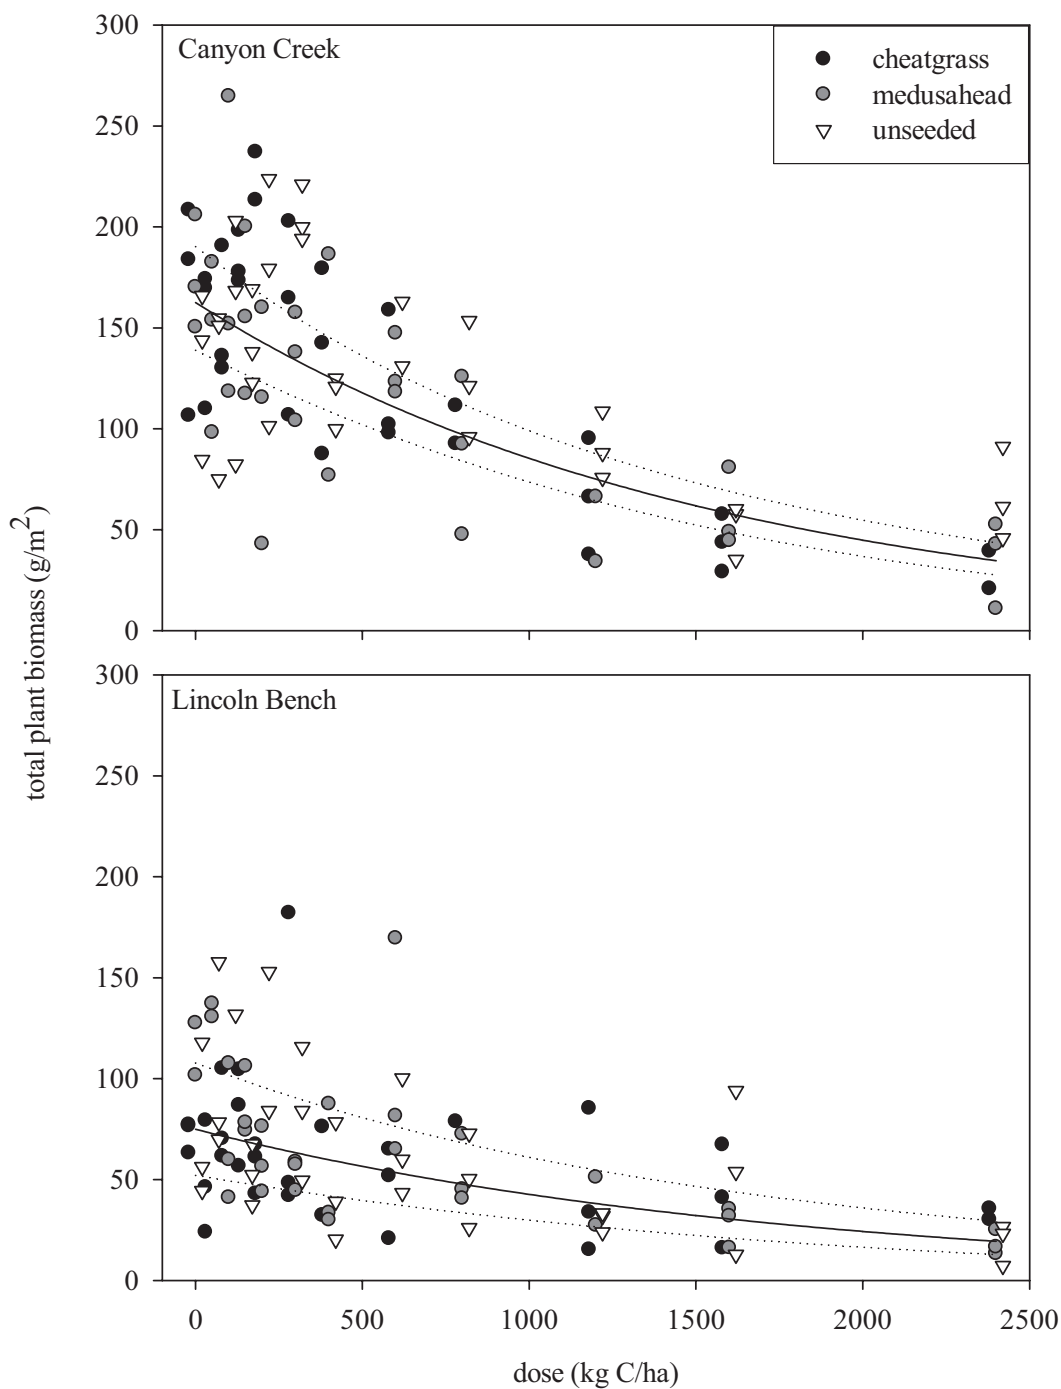 300
Canyon Creek
cheatgrass
medusahead
unseeded
250
200
150
100
50
0
total plant biomass (g/m2)
300
Lincoln Bench
250
200
150
100
50
0
0 500 1000 1500 2000 2500
dose (kg C/ha)